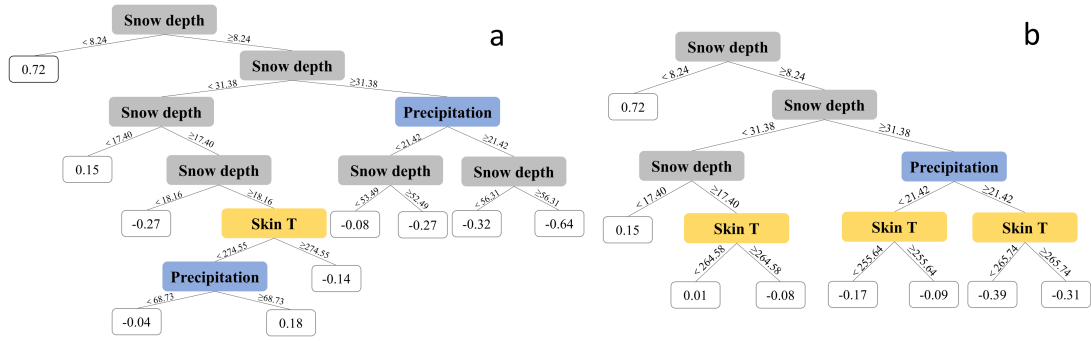 a
Snow depth
< 8.24
≥8.24
0.72
Snow depth
< 31.38
≥31.38
Snow depth
Precipitation
< 17.40
≥17.40
< 21.42
≥21.42
0.15
Snow depth
Snow depth
Snow depth
< 18.16
≥18.16
< 53.49
≥52.49
< 56.31
≥56.31
-0.27
Skin T
-0.08
-0.27
-0.32
-0.64
< 274.55
≥274.55
Precipitation
-0.14
< 68.73
≥68.73
-0.04
0.18
b
Snow depth
< 8.24
≥8.24
0.72
Snow depth
< 31.38
≥31.38
Snow depth
Precipitation
< 17.40
≥17.40
< 21.42
≥21.42
0.15
Skin T
Skin T
Skin T
< 264.58
≥264.58
< 255.64
≥255.64
< 265.74
≥265.74
0.01
-0.08
-0.17
-0.09
-0.39
-0.31